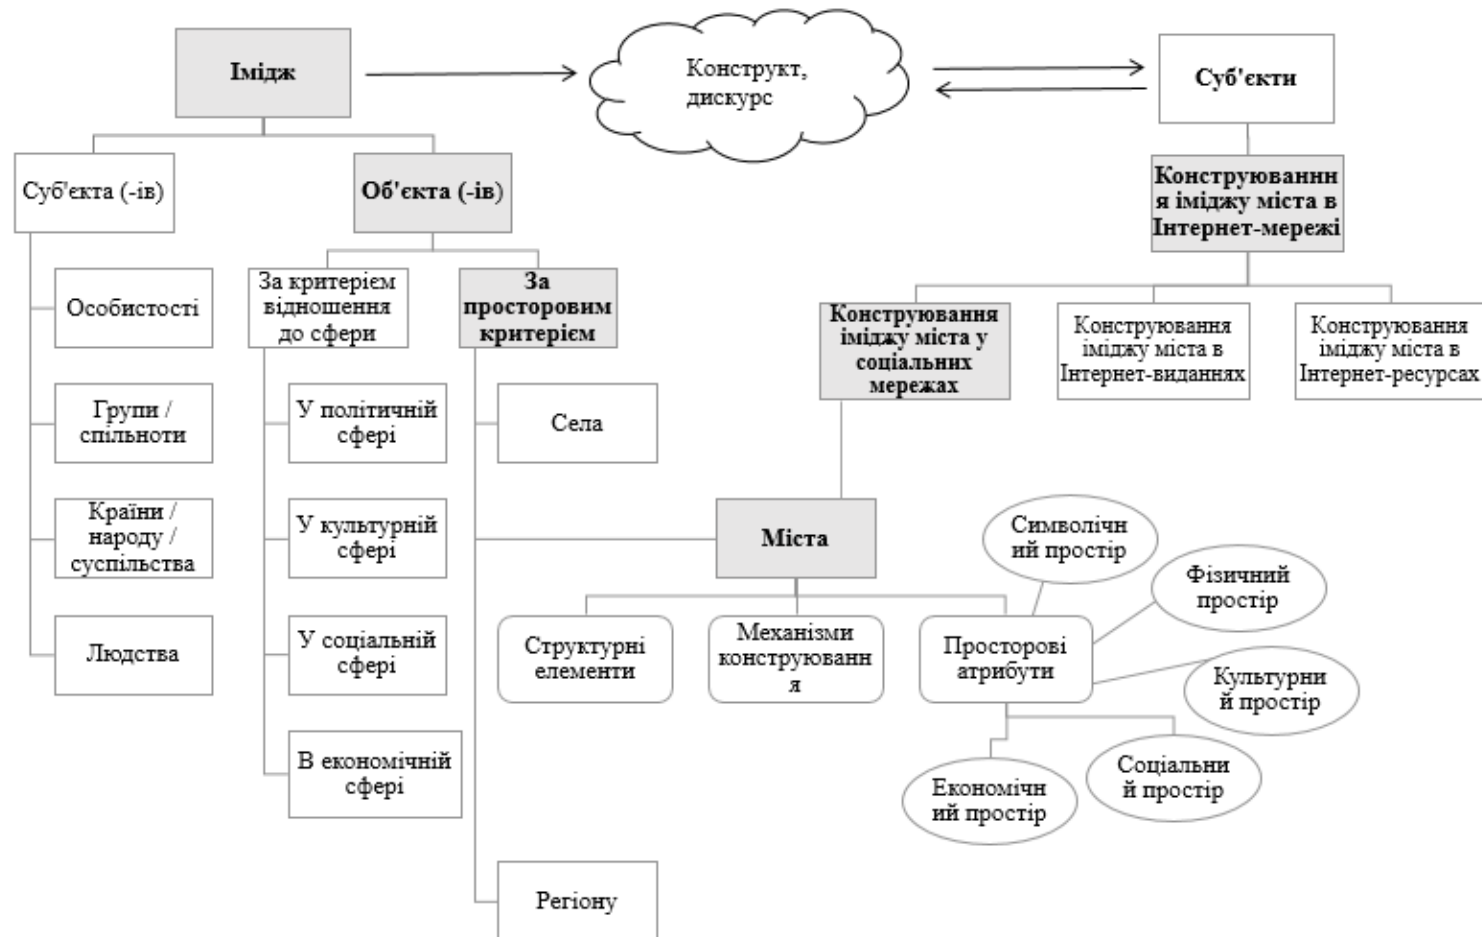 Імідж
Конструкт,
дискурс
Суб'єкти
Суб'єкта (-ів)
Об'єкта (-ів)
Конструюванн
я іміджу міста в
Інтернет-мережі
Особистості
Групи /
спільноти
Країни /
народу /
суспільства
Людства
За критерієм
відношення
до сфери
За
просторовим
критерієм
У політичній
сфері
У культурній
сфері
У соціальній
сфері
В економічній
сфері
Села
Міста
Регіону
Конструювання
іміджу міста у
соціальних
мережах
Конструювання
іміджу міста в
Інтернет-виданнях
Конструювання
іміджу міста в
Інтернет-ресурсах
Структурні
елементи
Механізми
конструюванн
я
Просторові
атрибути
Символічн
ий простір
Фізичний
простір
Культурни
й простір
Соціальни
й простір
Економічн
ий простір